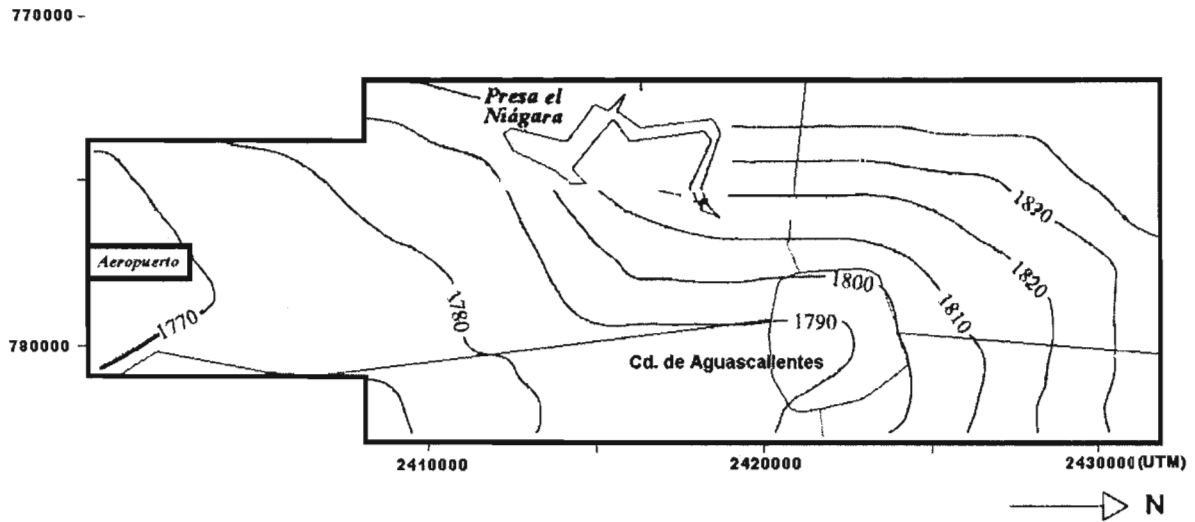 770000
Presa el
Niágara
1830
Aeropuerto
1820
1800
1780
1810
1770
1790
780000
Cd. de Aguascalientes
2410000
2420000
2430000 (UTM)
N